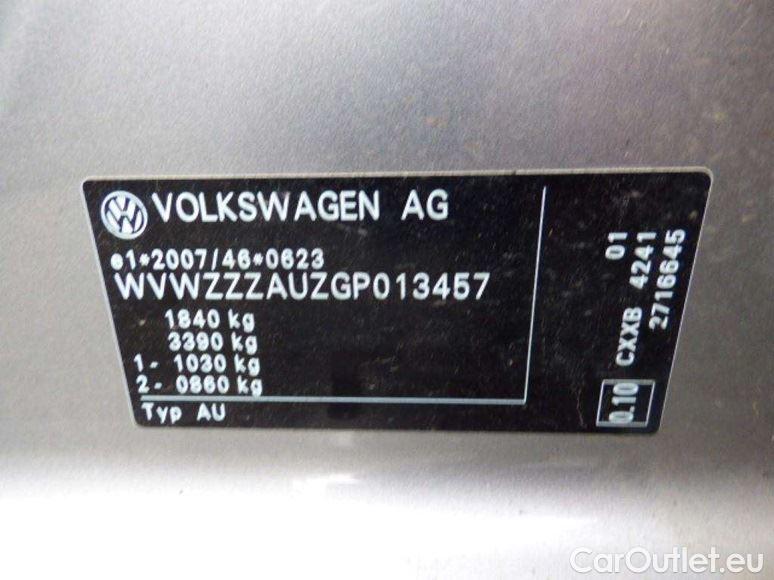 VOLKSWAGEN AG
e1*2007/46*0623
WVWZZZAUZGP013457
1840 kg
3390 kg
1- 1030 kg
2- 0860 kg
Typ AU
01
CXXB 4241
2716645
0.10
CarOutlet.eu